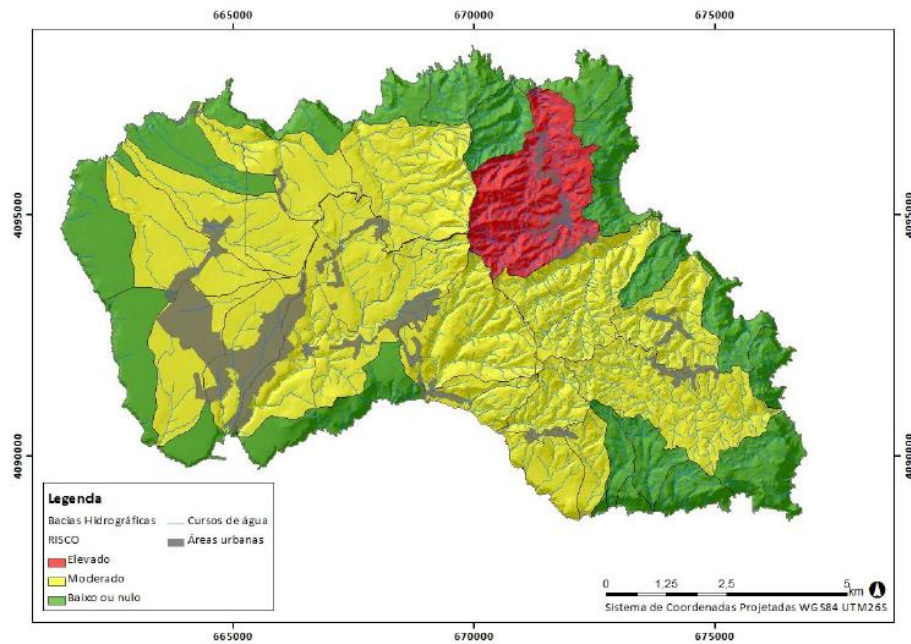 665000 670000 675000
4095000 4095000
4090000 4090000
Legenda
Bacias Hidrográficas Cursos de água
RISCO Áreas urbanas
Elevado
Moderado
Baixo ou nulo
0 1,25 2,5 5
km
Sistema de Coordenadas Projetadas WGS84 UTM26S
665000 670000 675000